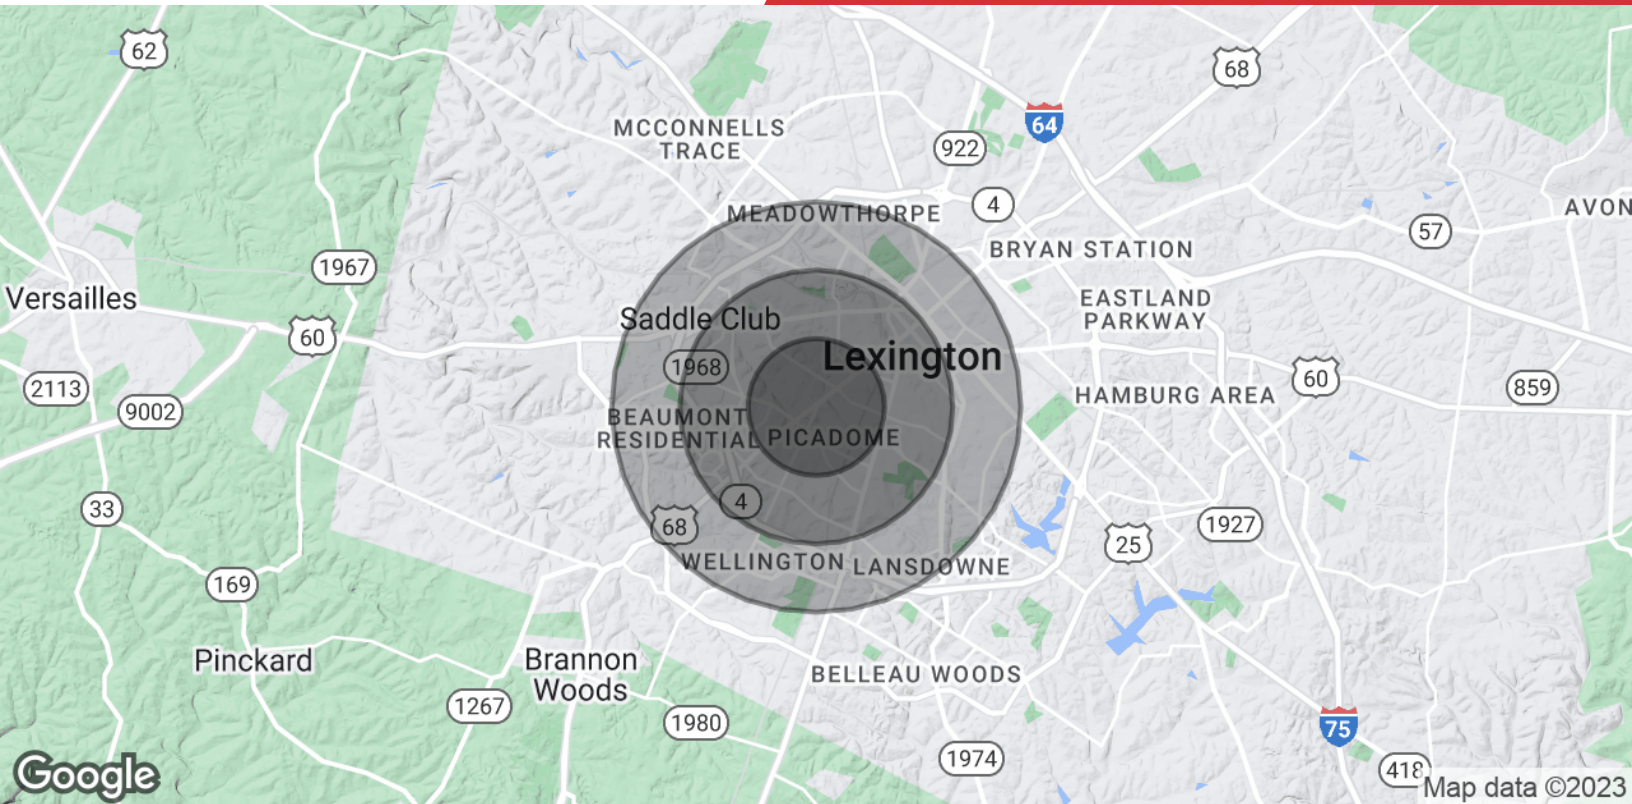 62
68
64
MCCONNELLS
TRACE
922
4
AVON
MEADOWTHORPE
57
BRYAN STATION
1967
Versailles
EASTLAND
PARKWAY
Saddle Club
60
Lexington
1968
60
2113
859
HAMBURG AREA
9002
BEAUMONT
RESIDENTIAL
PICADOME
4
33
68
1927
25
WELLINGTON
LANSDOWNE
169
Pinckard
Brannon
Woods
BELLEAU WOODS
1267
1980
75
1974
418
Google
Map data ©2023